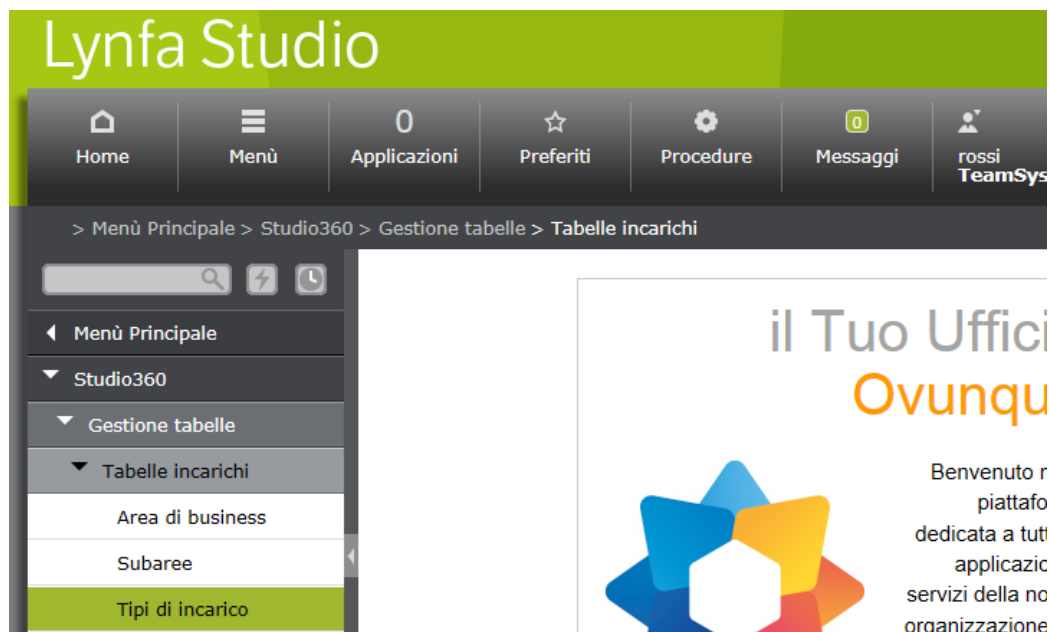 Lynfa Studio
Home Menù 0 Applicazioni Preferiti Procedure 0 Messaggi rossi
TeamSys
> Menù Principale > Studio360 > Gestione tabelle > Tabelle incarichi
Menù Principale
Studio360
Gestione tabelle
Tabelle incarichi
Area di business
Subaree
Tipi di incarico
il Tuo Uffici
Ovunqu
Benvenuto n
piattafo
dedicata a tutt
applicazio
servizi della no
organizzazione